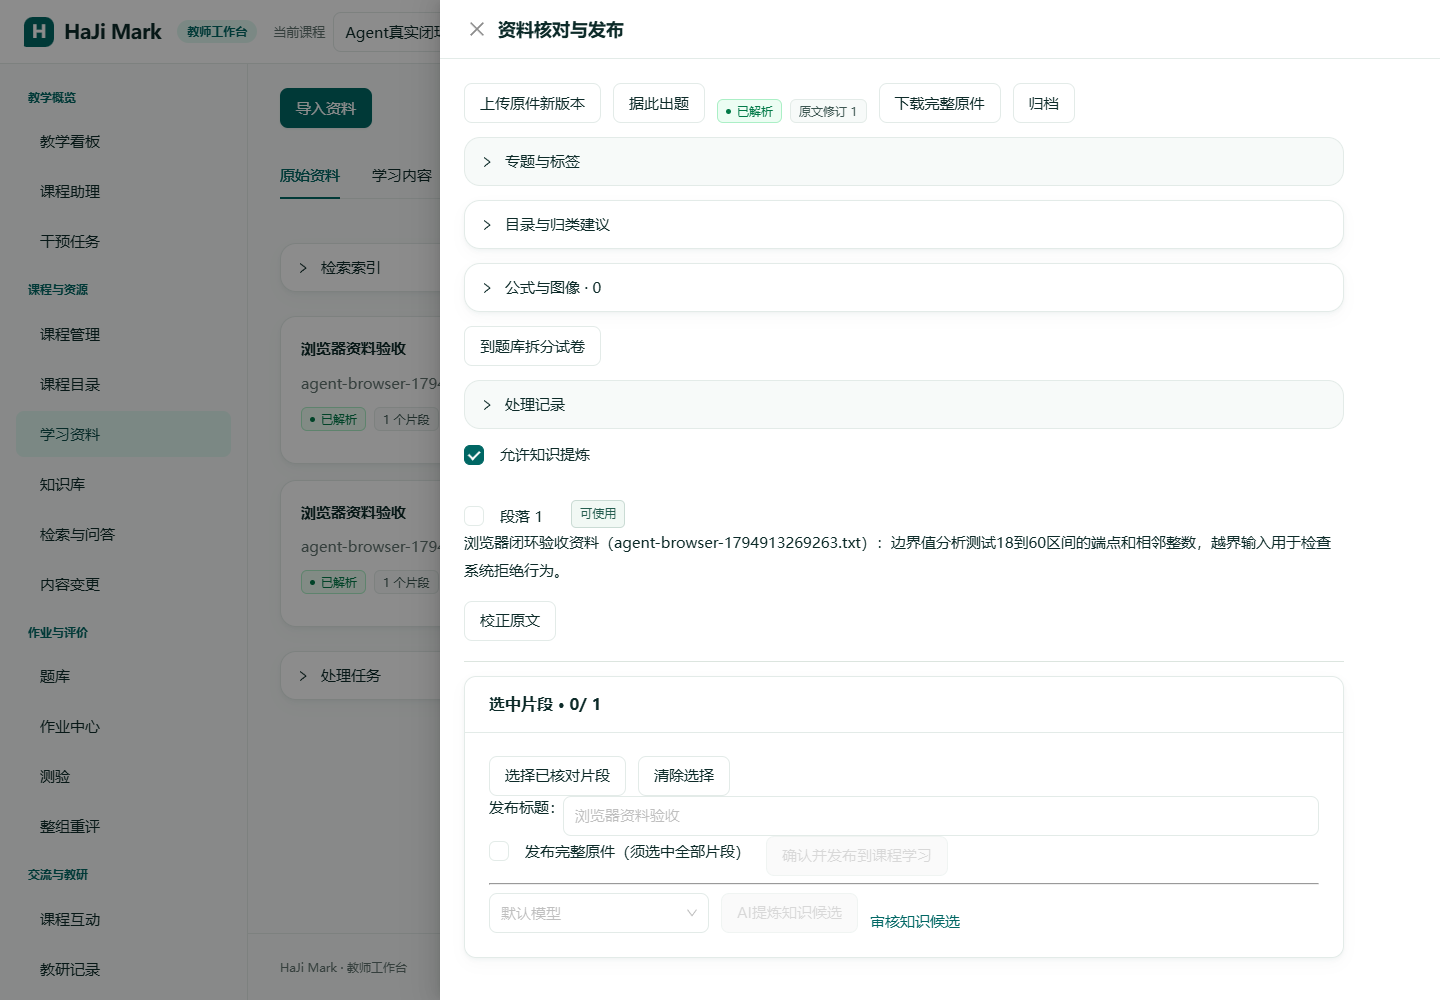 H HaJi Mark 教师工作台 当前课程 Agent真实闭环
教学概览
教学看板
课程助理
干预任务
课程与资源
课程管理
课程目录
学习资料
知识库
检索与问答
内容变更
作业与评价
题库
作业中心
测验
整组重评
交流与教研
课程互动
教研记录
导入资料
原始资料 学习内容
检索索引
浏览器资料验收
agent-browser-1794
已解析 1 个片段
浏览器资料验收
agent-browser-1794
已解析 1 个片段
处理任务
HaJi Mark · 教师工作台
资料核对与发布
上传原件新版本 据此出题 已解析 原文修订 1 下载完整原件 归档
专题与标签
目录与归类建议
公式与图像 · 0
到题库拆分试卷
处理记录
允许知识提炼
段落 1 可使用
浏览器闭环验收资料（agent-browser-1794913269263.txt）：边界值分析测试18到60区间的端点和相邻整数，越界输入用于检查
系统拒绝行为。
校正原文
选中片段 • 0/ 1
选择已核对片段 清除选择
发布标题： 浏览器资料验收
发布完整原件（须选中全部片段） 确认并发布到课程学习
默认模型 AI提炼知识候选 审核知识候选